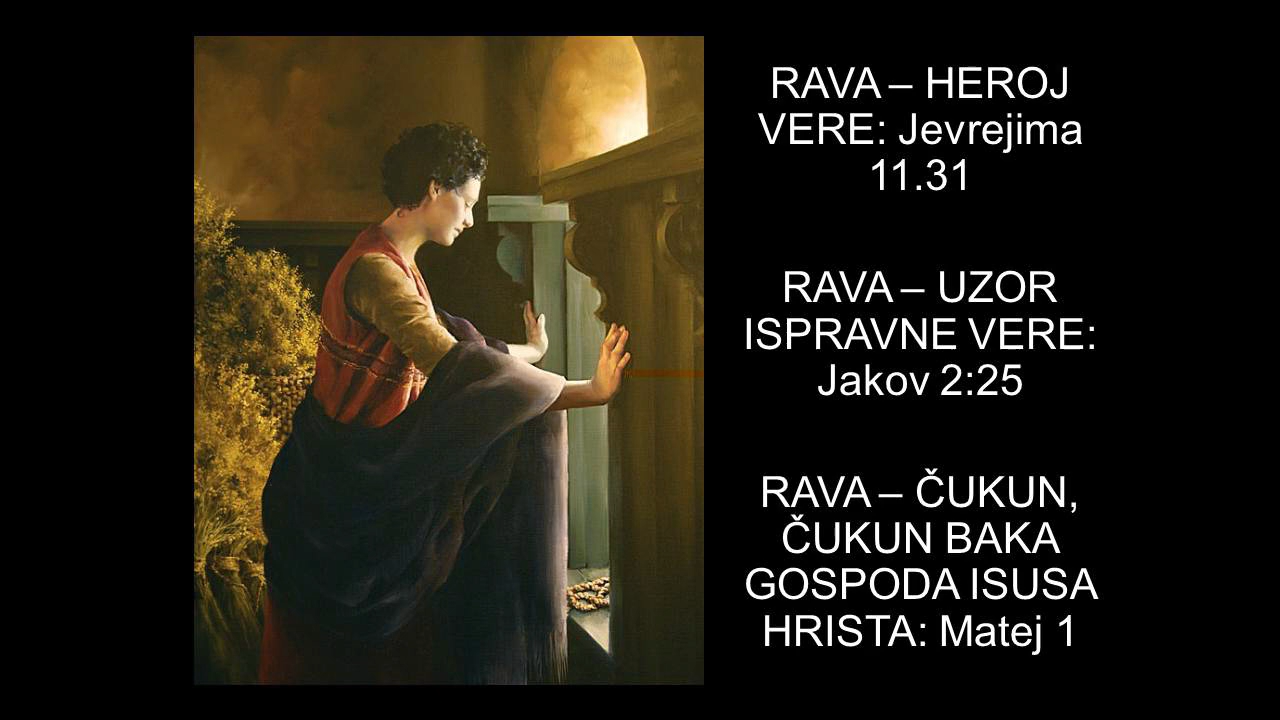 RAVA – HEROJ
VERE: Jevrejima
11.31
RAVA – UZOR
ISPRAVNE VERE:
Jakov 2:25
RAVA – ČUKUN,
ČUKUN BAKA
GOSPODA ISUSA
HRISTA: Matej 1